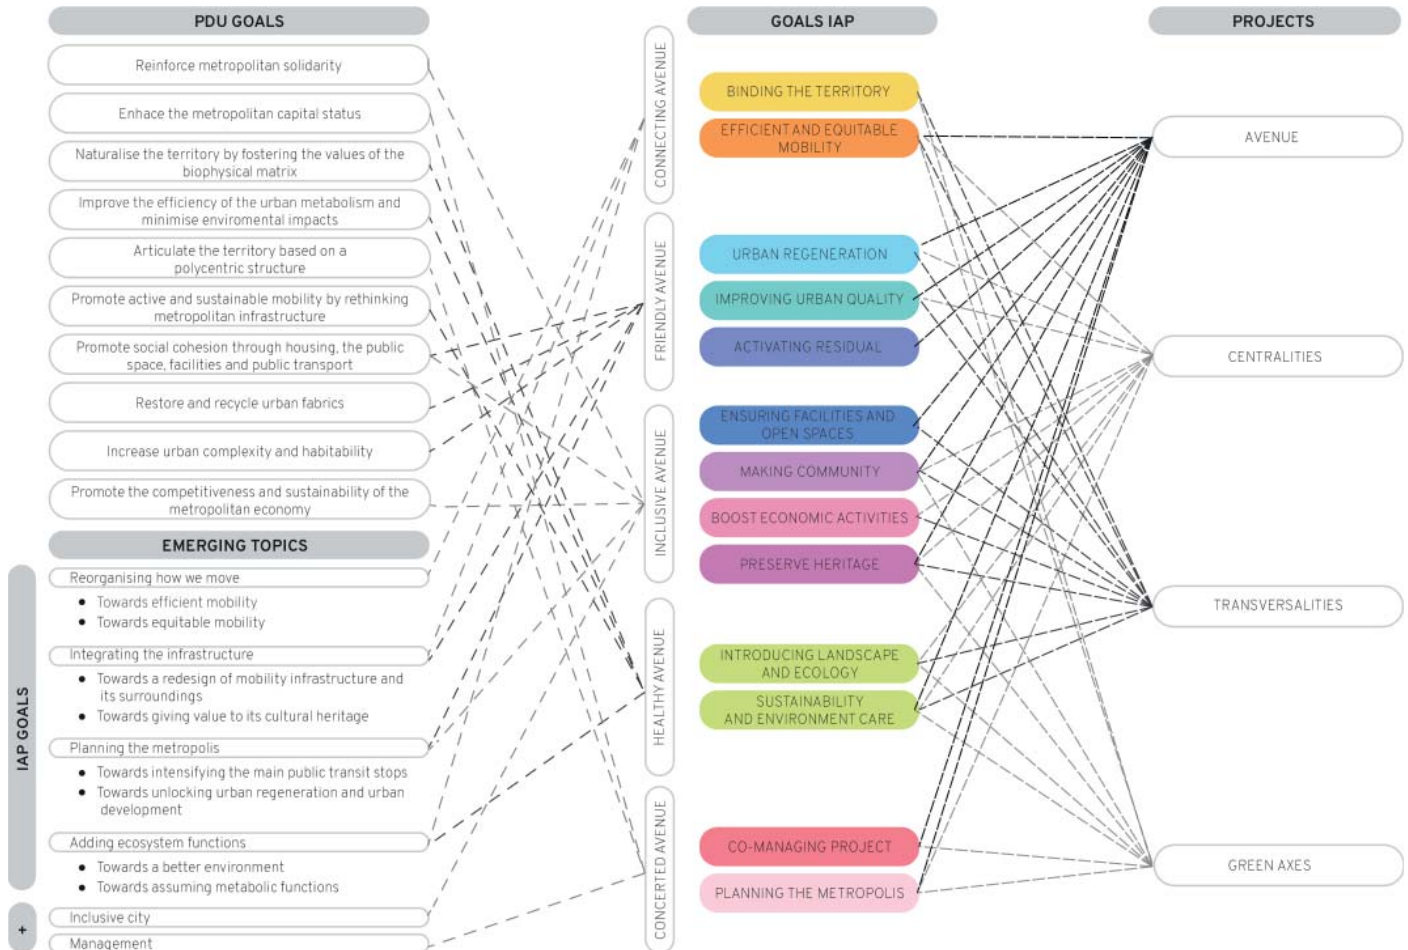 PDU GOALS
Reinforce metropolitan solidarity
Enhace the metropolitan capital status
Naturalise the territory by fostering the values of the
biophysical matrix
Improve the efficiency of the urban metabolism and
minimise enviromental impacts
Articulate the territory based on a
polycentric structure
Promote active and sustainable mobility by rethinking
metropolitan infrastructure
Promote social cohesion through housing, the public
space, facilities and public transport
Restore and recycle urban fabrics
Increase urban complexity and habitability
Promote the competitiveness and sustainability of the
metropolitan economy
EMERGING TOPICS
IAP GOALS
Reorganising how we move
• Towards efficient mobility
• Towards equitable mobility
Integrating the infrastructure
• Towards a redesign of mobility infrastructure and
its surroundings
• Towards giving value to its cultural heritage
Planning the metropolis
• Towards intensifying the main public transit stops
• Towards unlocking urban regeneration and urban
development
Adding ecosystem functions
• Towards a better environment
• Towards assuming metabolic functions
+
Inclusive city
Management
CONNECTING AVENUE
FRIENDLY AVENUE
INCLUSIVE AVENUE
HEALTHY AVENUE
CONCERTED AVENUE
GOALS IAP
BINDING THE TERRITORY
EFFICIENT AND EQUITABLE
MOBILITY
URBAN REGENERATION
IMPROVING URBAN QUALITY
ACTIVATING RESIDUAL
ENSURING FACILITIES AND
OPEN SPACES
MAKING COMMUNITY
BOOST ECONOMIC ACTIVITIES
PRESERVE HERITAGE
INTRODUCING LANDSCAPE
AND ECOLOGY
SUSTAINABILITY
AND ENVIRONMENT CARE
CO-MANAGING PROJECT
PLANNING THE METROPOLIS
PROJECTS
AVENUE
CENTRALITIES
TRANSVERSALITIES
GREEN AXES